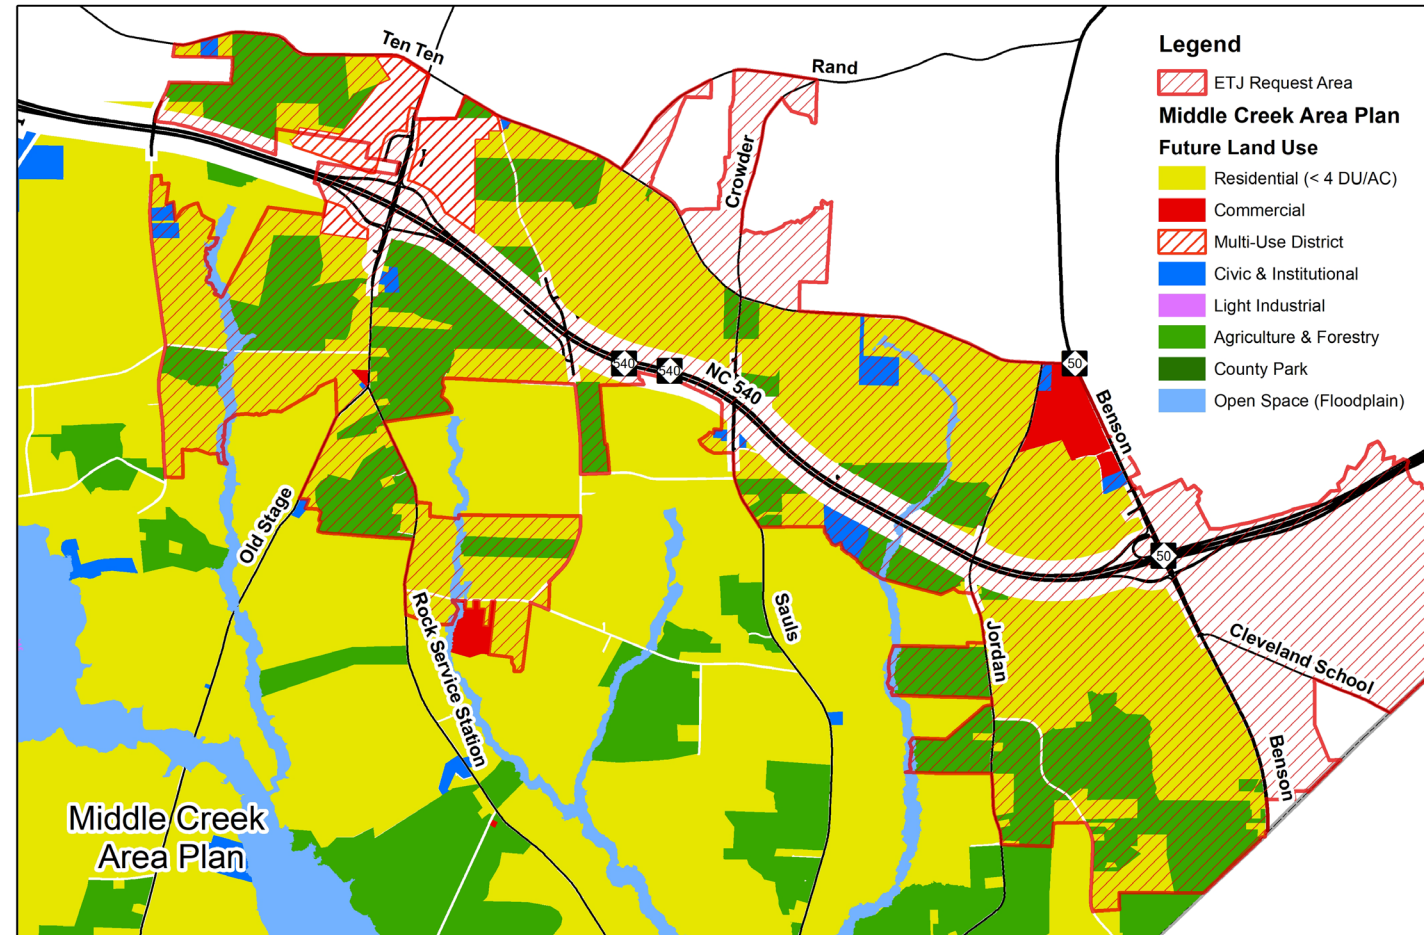 Ten Ten
Rand
Crowder
540
540
NC 540
50
Benson
50
Old Stage
Rock Service Station
Sauls
Jordan
Cleveland School
Benson
Middle Creek
Area Plan
Legend
ETJ Request Area
Middle Creek Area Plan
Future Land Use
Residential (< 4 DU/AC)
Commercial
Multi-Use District
Civic & Institutional
Light Industrial
Agriculture & Forestry
County Park
Open Space (Floodplain)